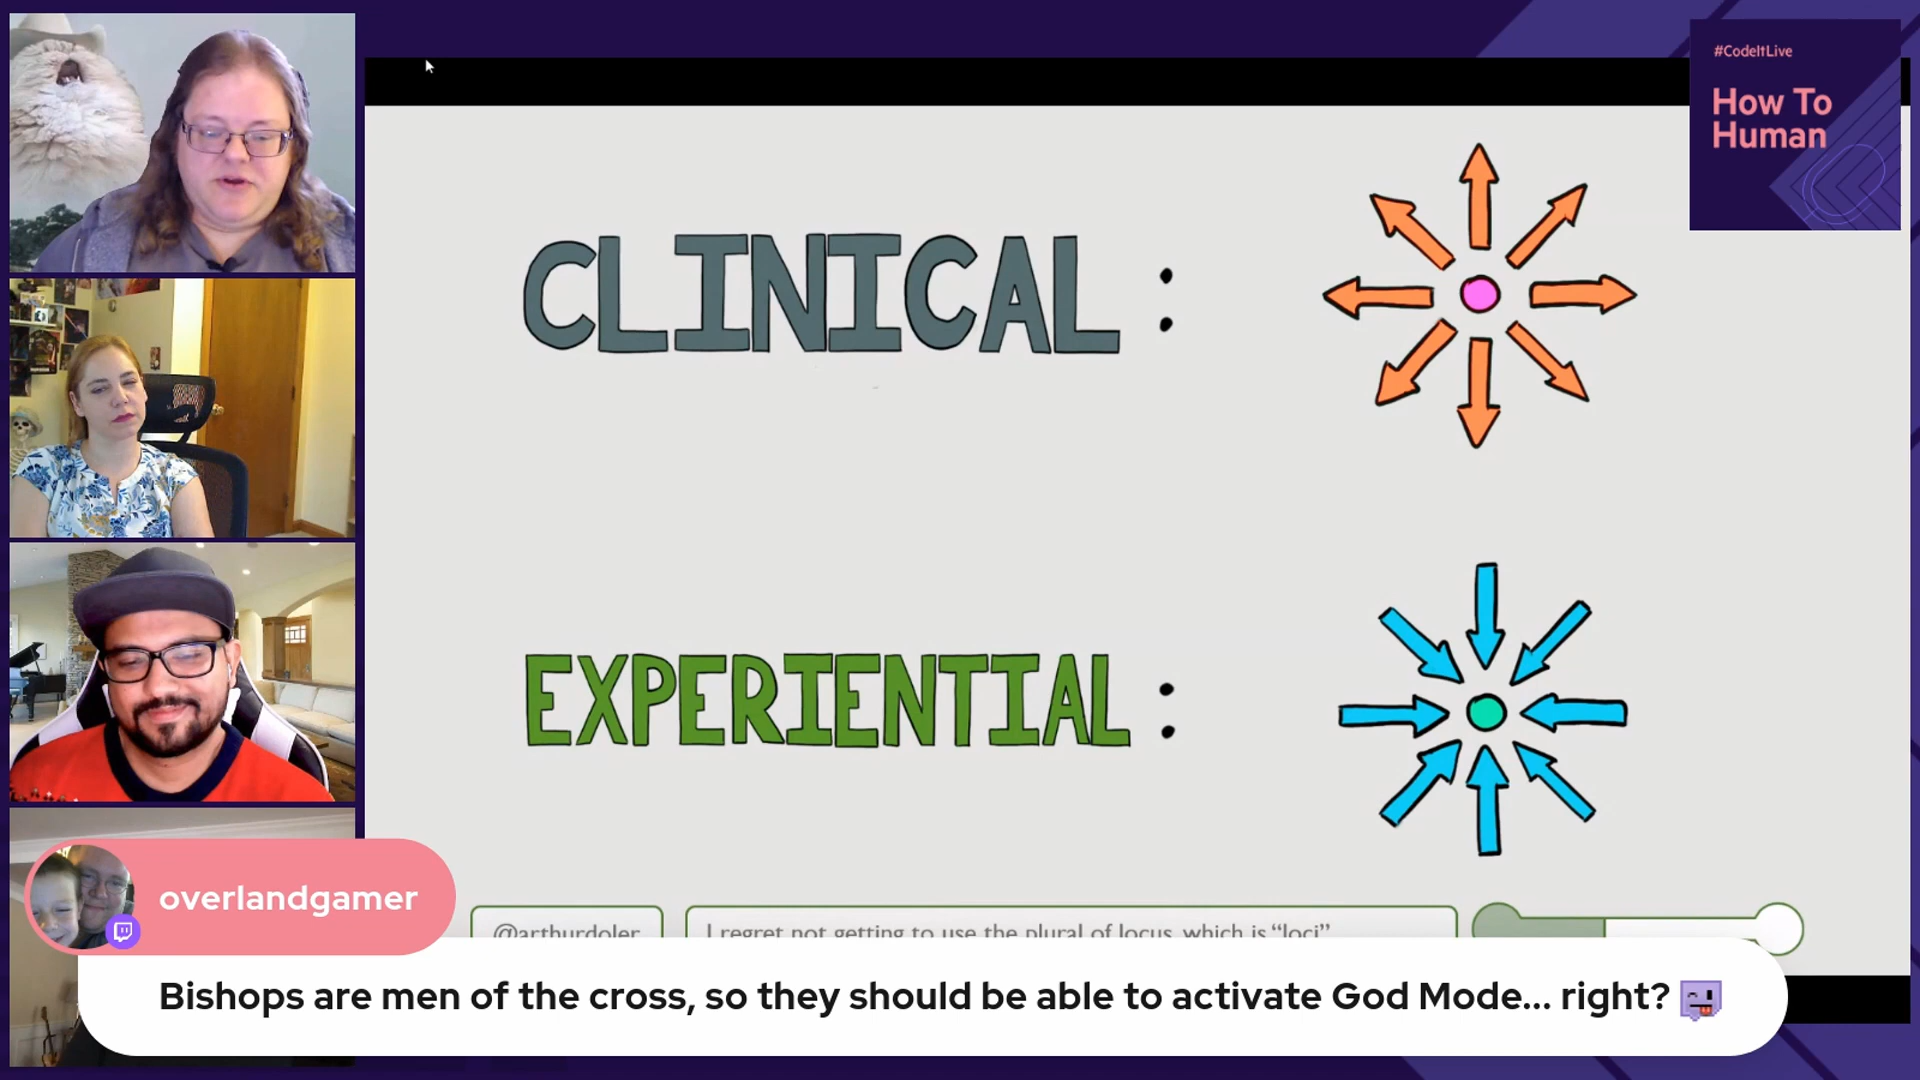 #CodeItLive
How To
Human
CLINICAL :
EXPERIENTIAL :
overlandgamer
@arthurdoler
I regret not getting to use the plural of locus, which is “loci”
Bishops are men of the cross, so they should be able to activate God Mode... right?